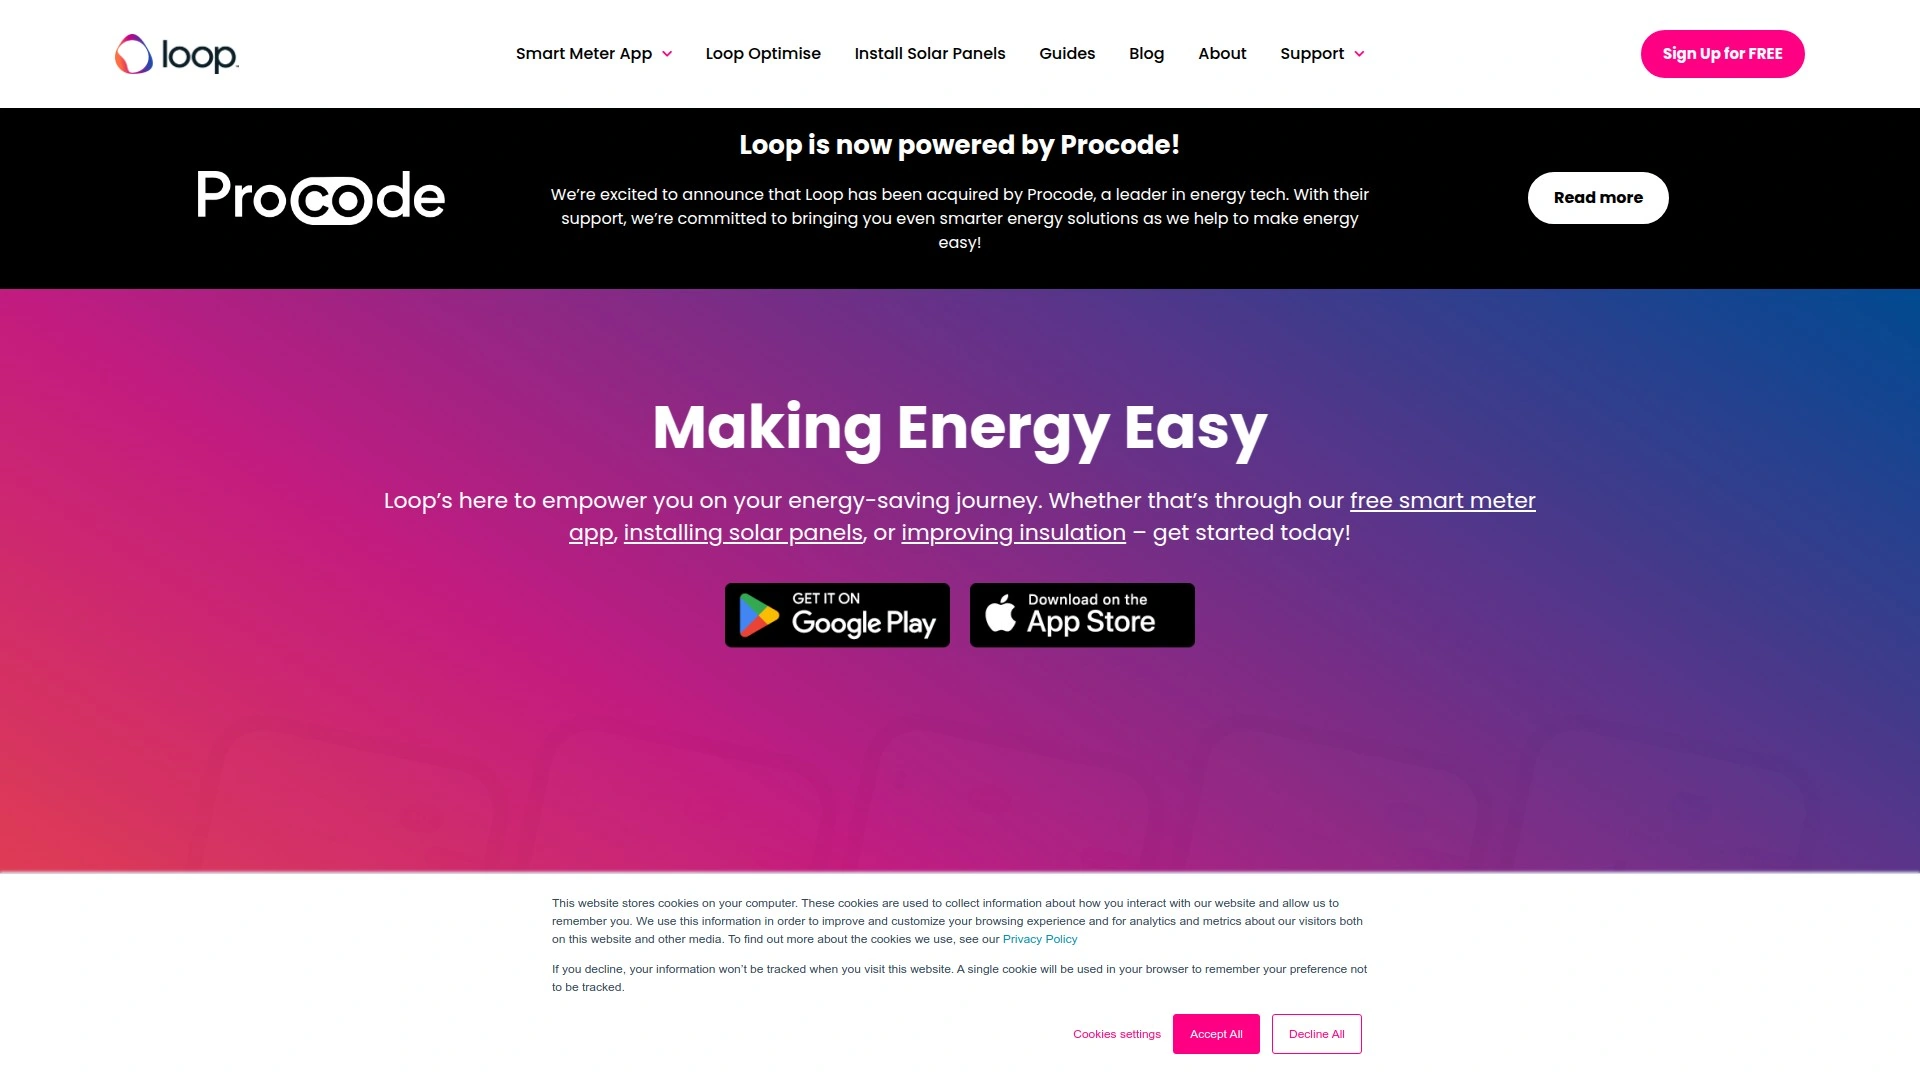 loop
Smart Meter App
Loop Optimise
Install Solar Panels
Guides
Blog
About
Support
Sign Up for FREE
Procode
Loop is now powered by Procode!
We’re excited to announce that Loop has been acquired by Procode, a leader in energy tech. With their
support, we’re committed to bringing you even smarter energy solutions as we help to make energy
easy!
Read more
Making Energy Easy
Loop’s here to empower you on your energy-saving journey. Whether that’s through our free smart meter
app, installing solar panels, or improving insulation – get started today!
GET IT ON
Google Play
Download on the
App Store
This website stores cookies on your computer. These cookies are used to collect information about how you interact with our website and allow us to
remember you. We use this information in order to improve and customize your browsing experience and for analytics and metrics about our visitors both
on this website and other media. To find out more about the cookies we use, see our Privacy Policy
If you decline, your information won’t be tracked when you visit this website. A single cookie will be used in your browser to remember your preference not
to be tracked.
Cookies settings
Accept All
Decline All